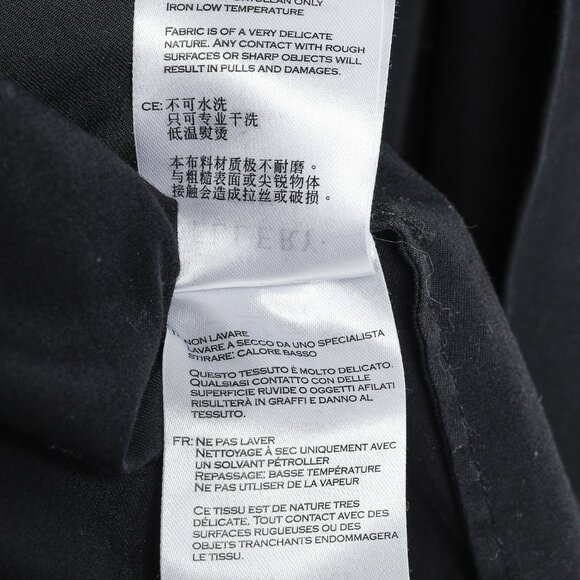 IRON LOW TEMPERATURE
FABRIC IS OF A VERY DELICATE
NATURE. ANY CONTACT WITH ROUGH
SURFACES OR SHARP OBJECTS WILL
RESULT IN PULLS AND DAMAGES.
CE: 不可水洗
只可专业干洗
低温熨烫
本布料材质极不耐磨。
与粗糙表面或尖锐物体
接触会造成拉丝或破损。
NON LAVARE
LAVARE A SECCO DA UNO SPECIALISTA
STIRARE: CALORE BASSO
QUESTO TESSUTO È MOLTO DELICATO.
QUALSIASI CONTATTO CON DELLE
SUPERFICIE RUVIDE O OGGETTI AFILATI
RISULTERÀ IN GRAFFI E DANNO AL
TESSUTO.
FR: NE PAS LAVER
NETTOYAGE À SEC UNIQUEMENT AVEC
UN SOLVANT PÉTROLLER
REPASSAGE: BASSE TEMPÉRATURE
NE PAS UTLISER DE LA VAPEUR
CE TISSU EST DE NATURE TRES
DÉLICATE. TOUT CONTACT AVEC DES
SURFACES RUGUEUSES OU DES
OBJETS TRANCHANTS ENDOMMAGERA
LE TISSU.